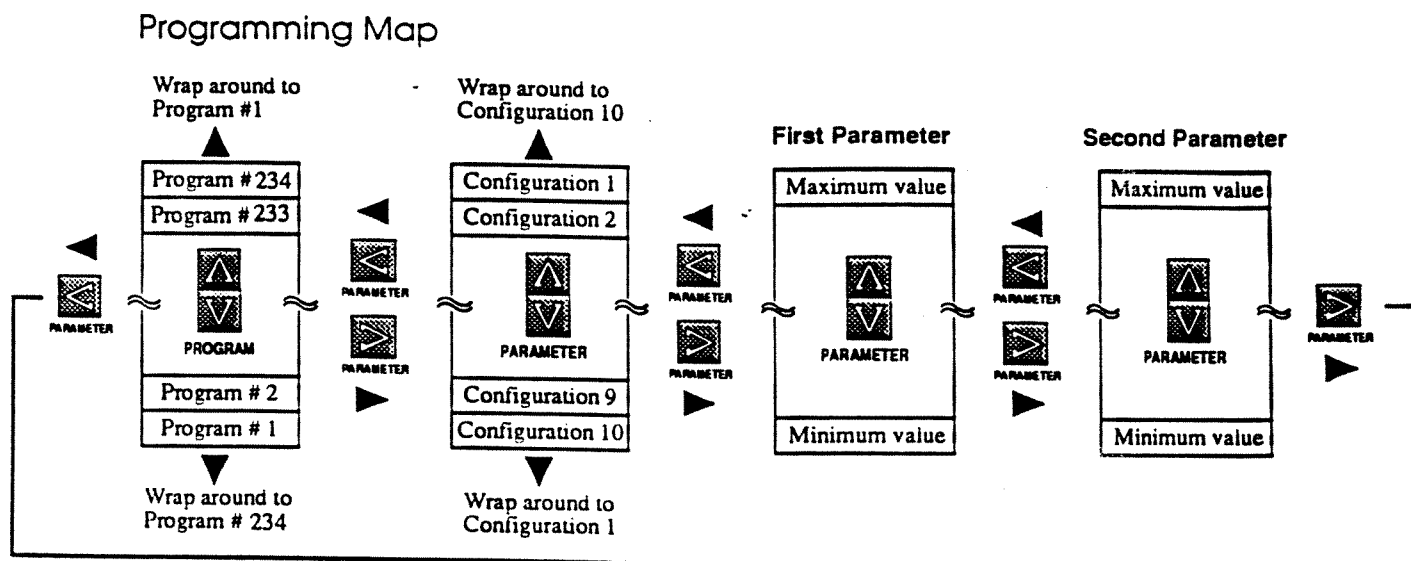 Programming Map
Wrap around to
Program #1
Program # 234
Program # 233
PROGRAM
Program # 2
Program # 1
Wrap around to
Program # 234
PARAMETER
PARAMETER
PARAMETER
Wrap around to
Configuration 10
Configuration 1
Configuration 2
PARAMETER
Configuration 9
Configuration 10
Wrap around to
Configuration 1
PARAMETER
PARAMETER
First Parameter
Maximum value
PARAMETER
Minimum value
PARAMETER
PARAMETER
Second Parameter
Maximum value
PARAMETER
Minimum value
PARAMETER